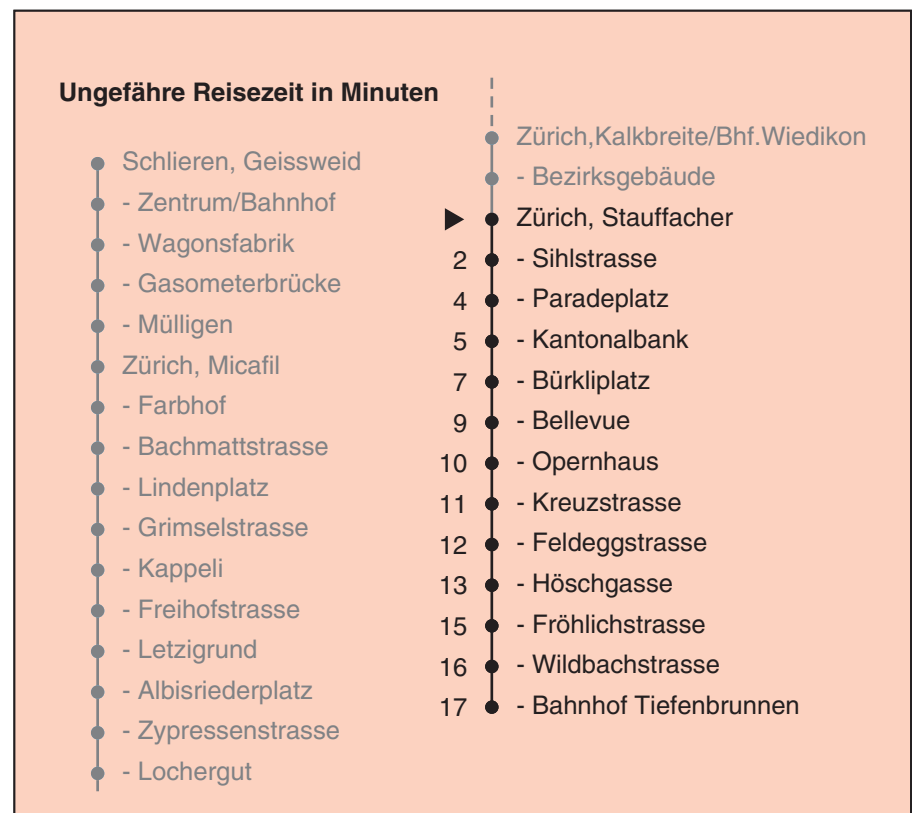 Ungefähre Reisezeit in Minuten
Schlieren, Geissweid
- Zentrum/Bahnhof
- Wagonsfabrik
- Gasometerbrücke
- Mülligen
Zürich, Micafil
- Farbhof
- Bachmattstrasse
- Lindenplatz
- Grimselstrasse
- Kappeli
- Freihofstrasse
- Letzigrund
- Albisriederplatz
- Zypressenstrasse
- Lochergut
Zürich,Kalkbreite/Bhf.Wiedikon
- Bezirksgebäude
Zürich, Stauffacher
2 - Sihlstrasse
4 - Paradeplatz
5 - Kantonalbank
7 - Bürkliplatz
9 - Bellevue
10 - Opernhaus
11 - Kreuzstrasse
12 - Feldeggstrasse
13 - Höschgasse
15 - Fröhlichstrasse
16 - Wildbachstrasse
17 - Bahnhof Tiefenbrunnen